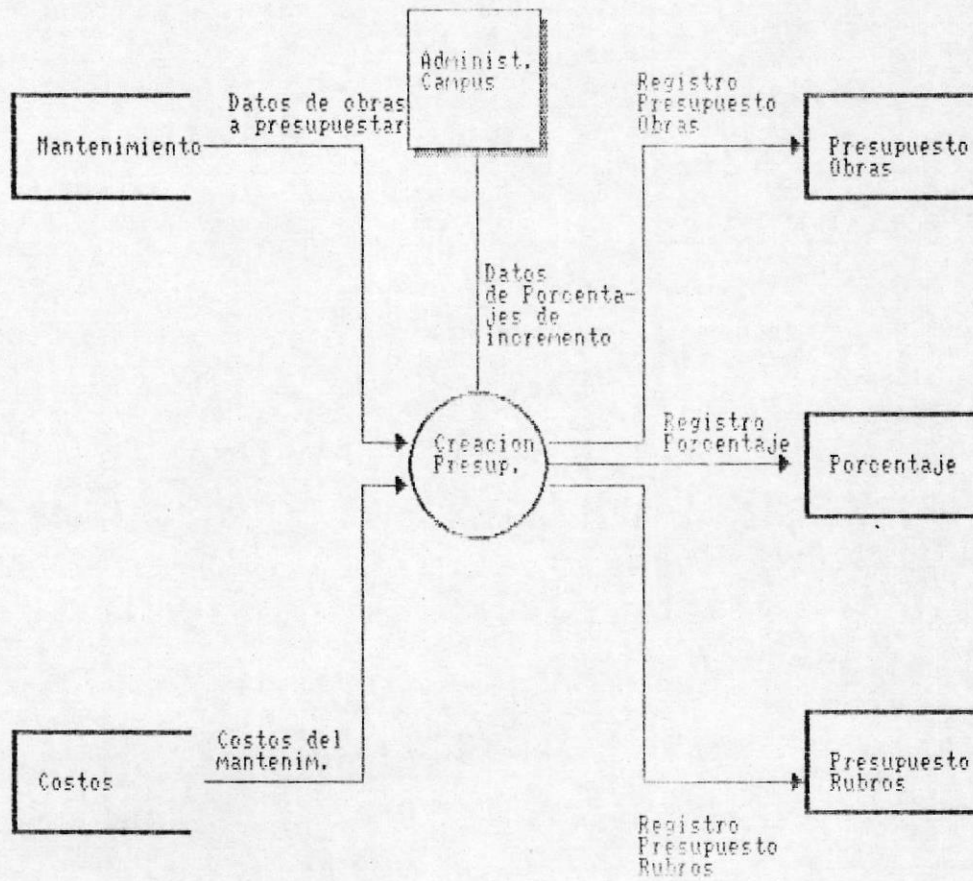 Administ.
Campus
Datos de obras
a presupuestar
Mantenimiento
Registro
Presupuesto
Obras
Presupuesto
Obras
Datos
de Porcenta-
jes de
incremento
Creacion
Presup.
Registro
Porcentaje
Porcentaje
Costos del
mantenim.
Costos
Presupuesto
Rubros
Registro
Presupuesto
Rubros